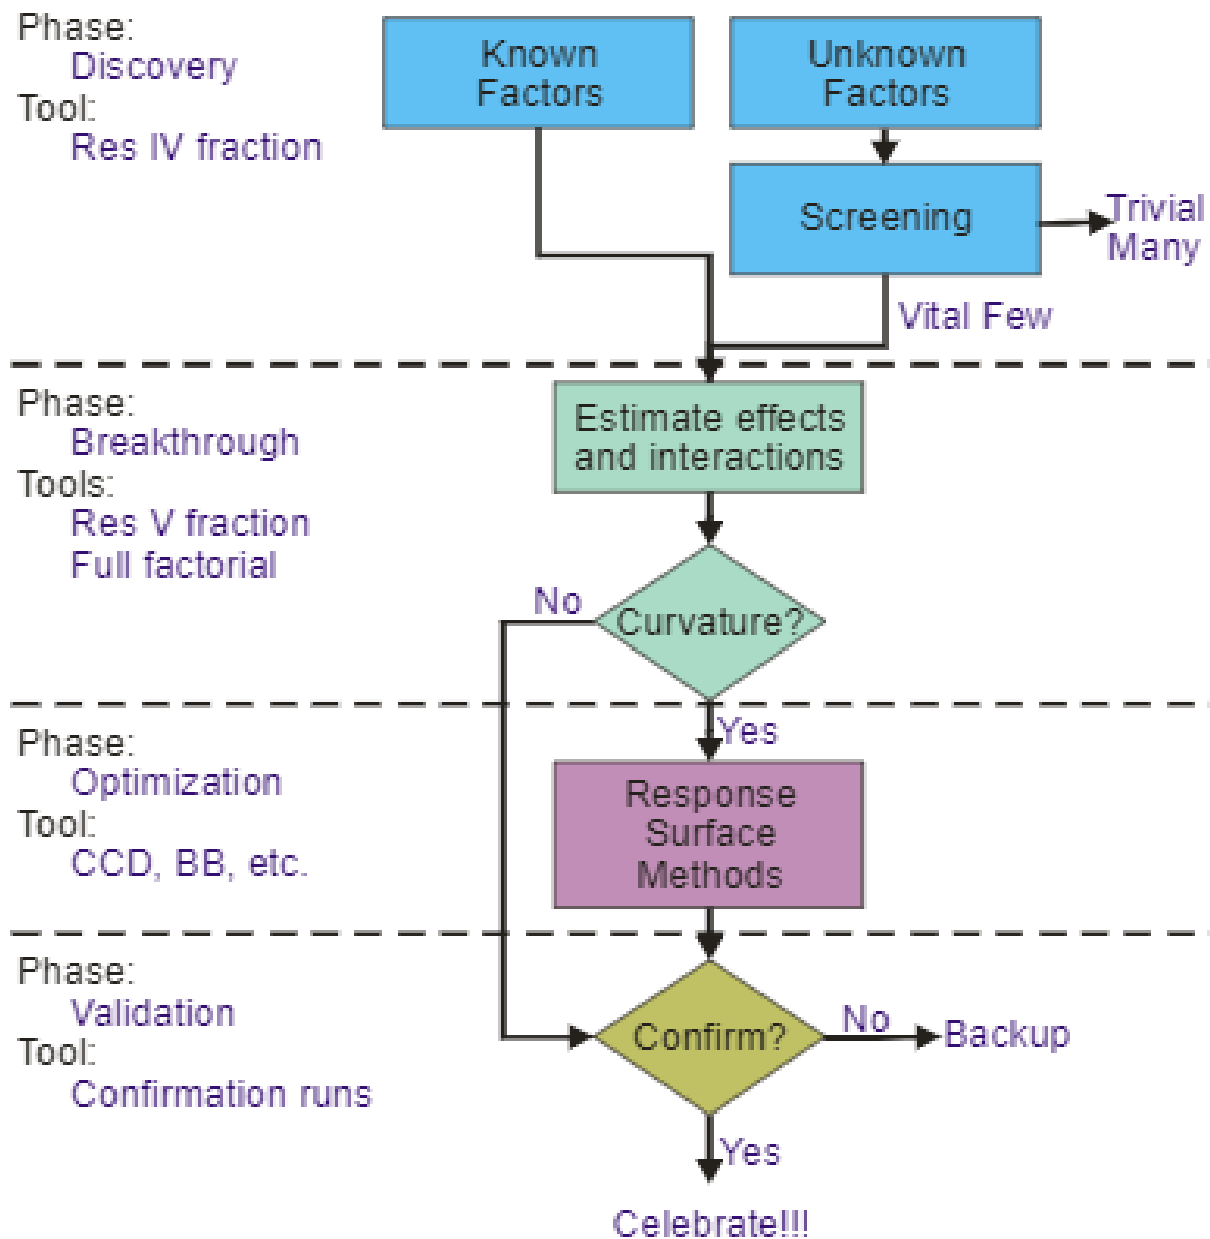 Phase:
Discovery
Tool:
Res IV fraction
Known
Factors
Unknown
Factors
Screening
Trivial
Many
Vital Few
Phase:
Breakthrough
Tools:
Res V fraction
Full factorial
Estimate effects
and interactions
No
Curvature?
Yes
Phase:
Optimization
Tool:
CCD, BB, etc.
Response
Surface
Methods
Phase:
Validation
Tool:
Confirmation runs
Confirm?
No
Backup
Yes
Celebrate!!!